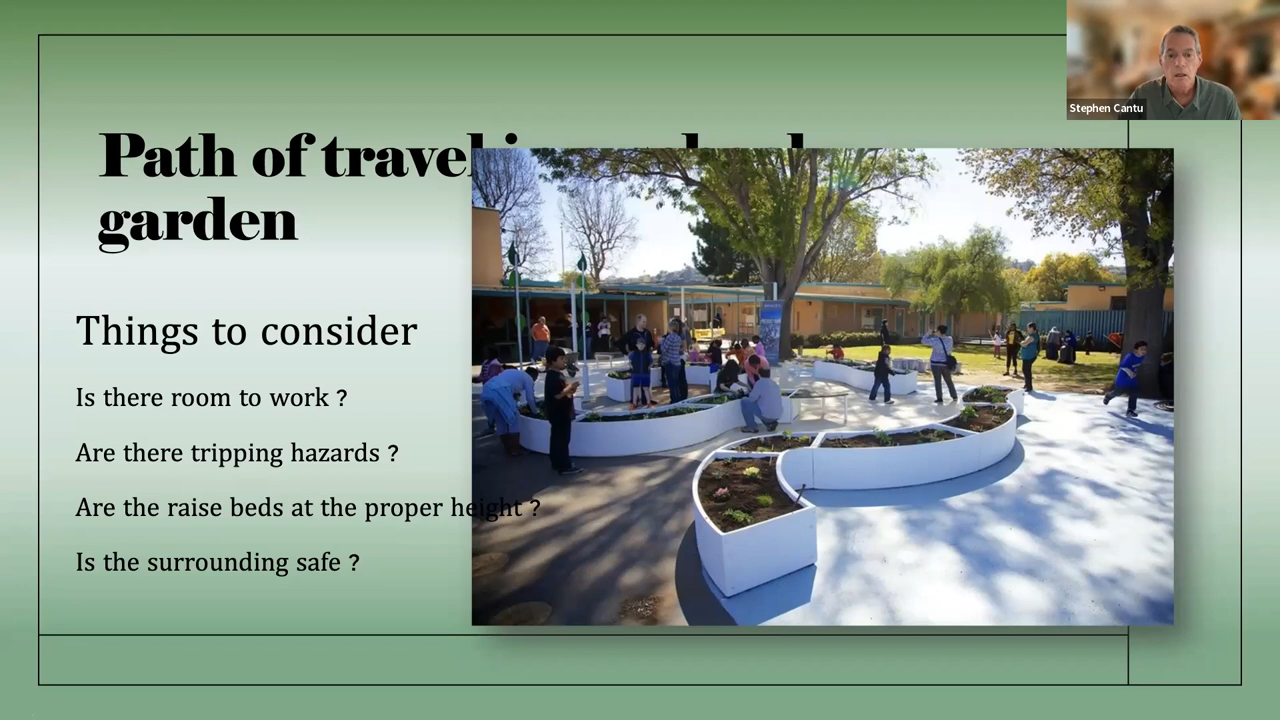 Path of travel
garden
Things to consider
Is there room to work ?
Are there tripping hazards ?
Are the raise beds at the proper height ?
Is the surrounding safe ?
Stephen Cantu